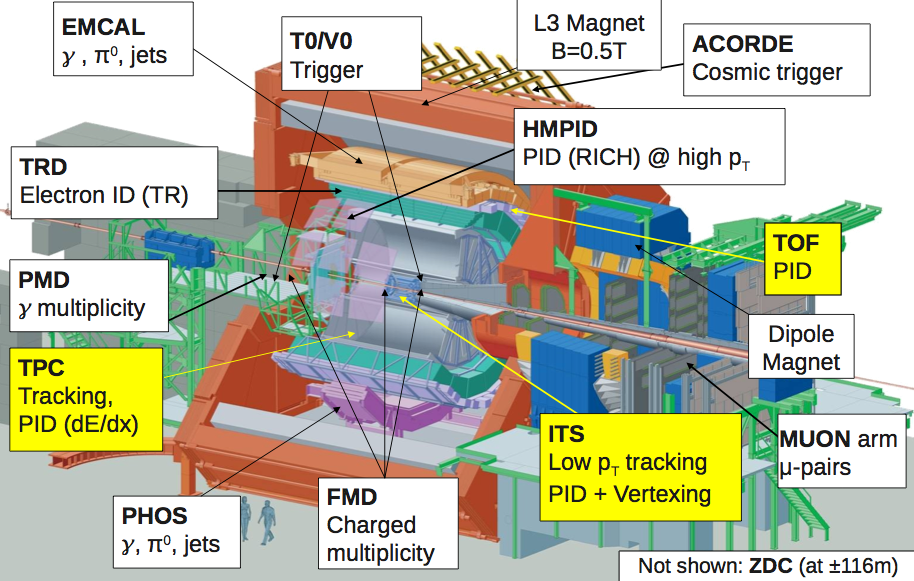 EMCAL
γ , π⁰, jets
T0/V0
Trigger
L3 Magnet
B=0.5T
ACORDE
Cosmic trigger
HMPID
PID (RICH) @ high pT
TRD
Electron ID (TR)
TOF
PID
PMD
γ multiplicity
Dipole
Magnet
TPC
Tracking,
PID (dE/dx)
ITS
Low pT tracking
PID + Vertexing
MUON arm
μ-pairs
PHOS
γ, π⁰, jets
FMD
Charged
multiplicity
Not shown: ZDC (at ±116m)